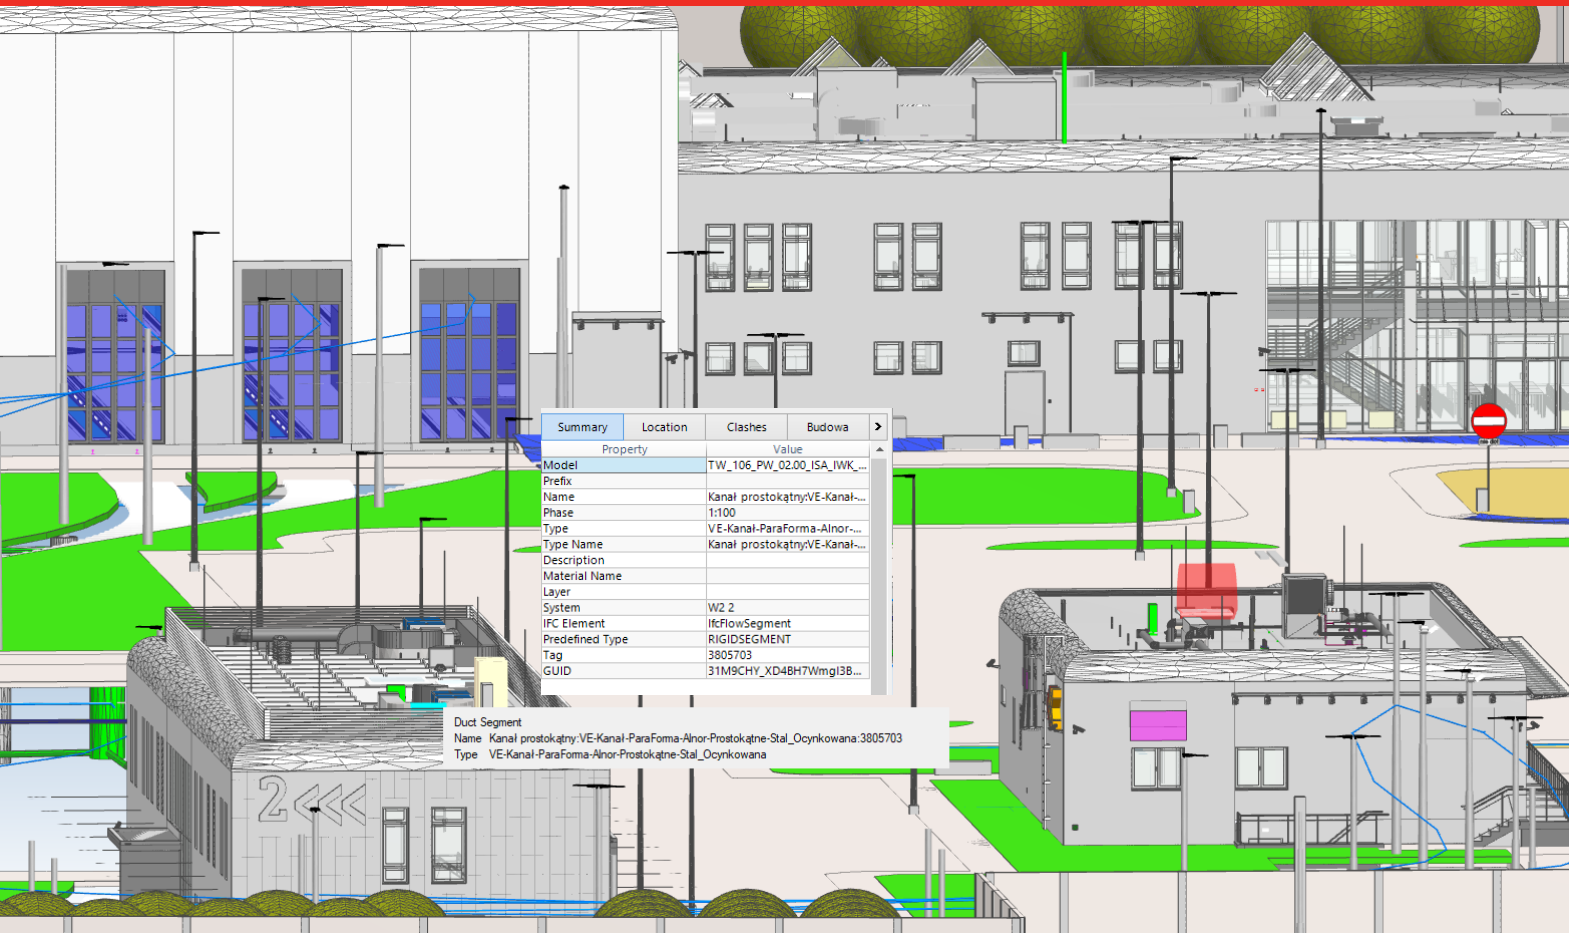 Summary Location Clashes Budowa >
Property Value
Model TW_106_PW_02.00_ISA_IWK_...
Prefix
Name Kanał prostokątny:VE-Kanał-...
Phase 1:100
Type VE-Kanał-ParaForma-Alnor-...
Type Name Kanał prostokątny:VE-Kanał-...
Description
Material Name
Layer
System W2 2
IFC Element IfcFlowSegment
Predefined Type RIGIDSEGMENT
Tag 3805703
GUID 31M9CHY_XD4BH7WmgI3B...
Duct Segment
Name Kanał prostokątny:VE-Kanał-ParaForma-Alnor-Prostokątne-Stal_Ocynkowana:3805703
Type VE-Kanał-ParaForma-Alnor-Prostokątne-Stal_Ocynkowana
2 <<<